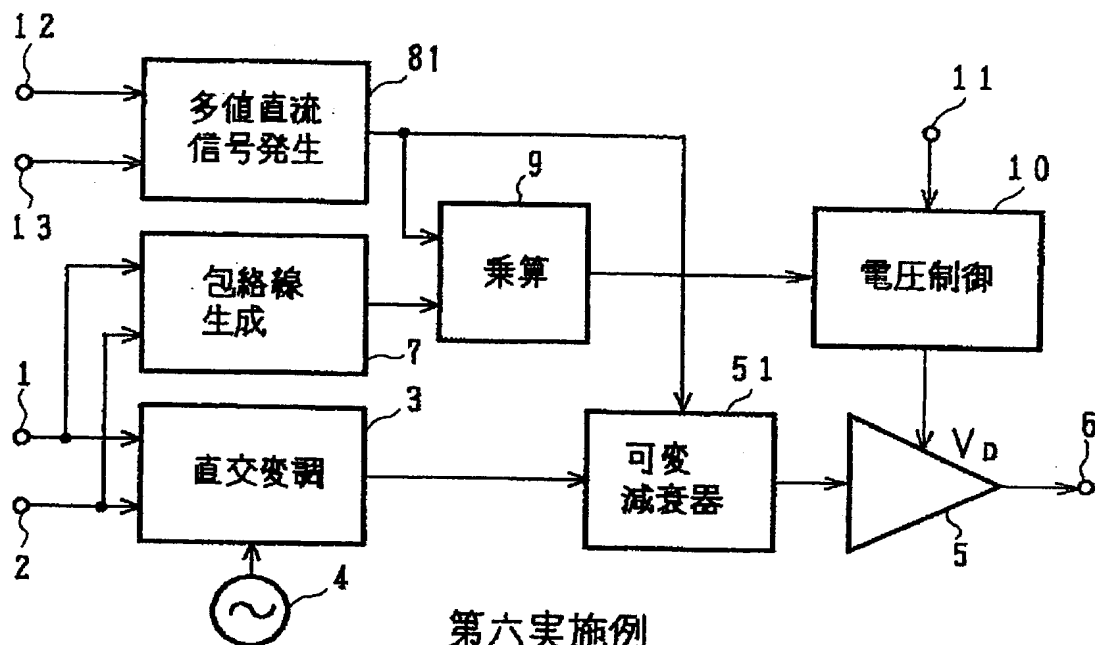 12
81
多値直流
信号発生
13
11
9
乗算
10
電圧制御
包絡線
生成
7
1
3
直交変調
2
4
51
可変
減衰器
VD
5
6
第六実施例